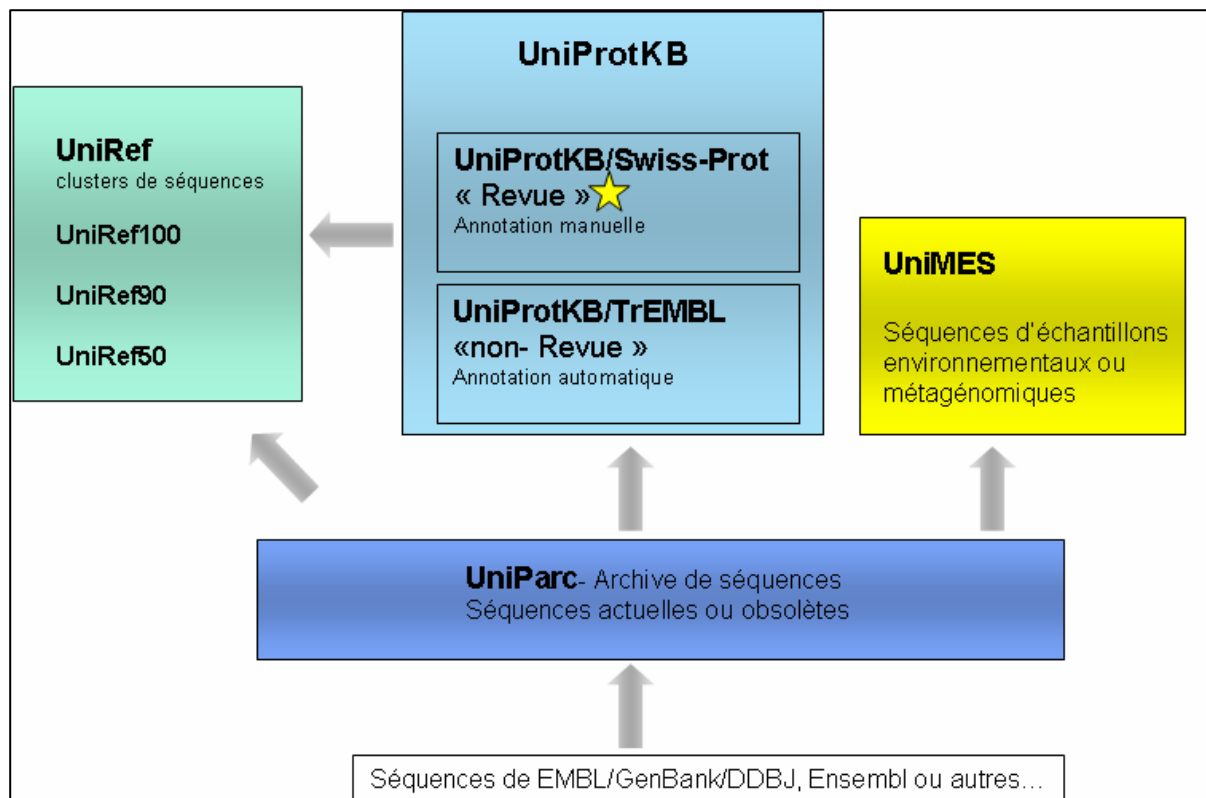 UniProtKB
UniRef
clusters de séquences
UniRef100
UniRef90
UniRef50
UniProtKB/Swiss-Prot
« Revue »
Annotation manuelle
UniProtKB/TrEMBL
«non- Revue »
Annotation automatique
UniMES
Séquences d'échantillons
environnementaux ou
métagénomiques
UniParc- Archive de séquences
Séquences actuelles ou obsolètes
Séquences de EMBL/GenBank/DDBJ, Ensembl ou autres...